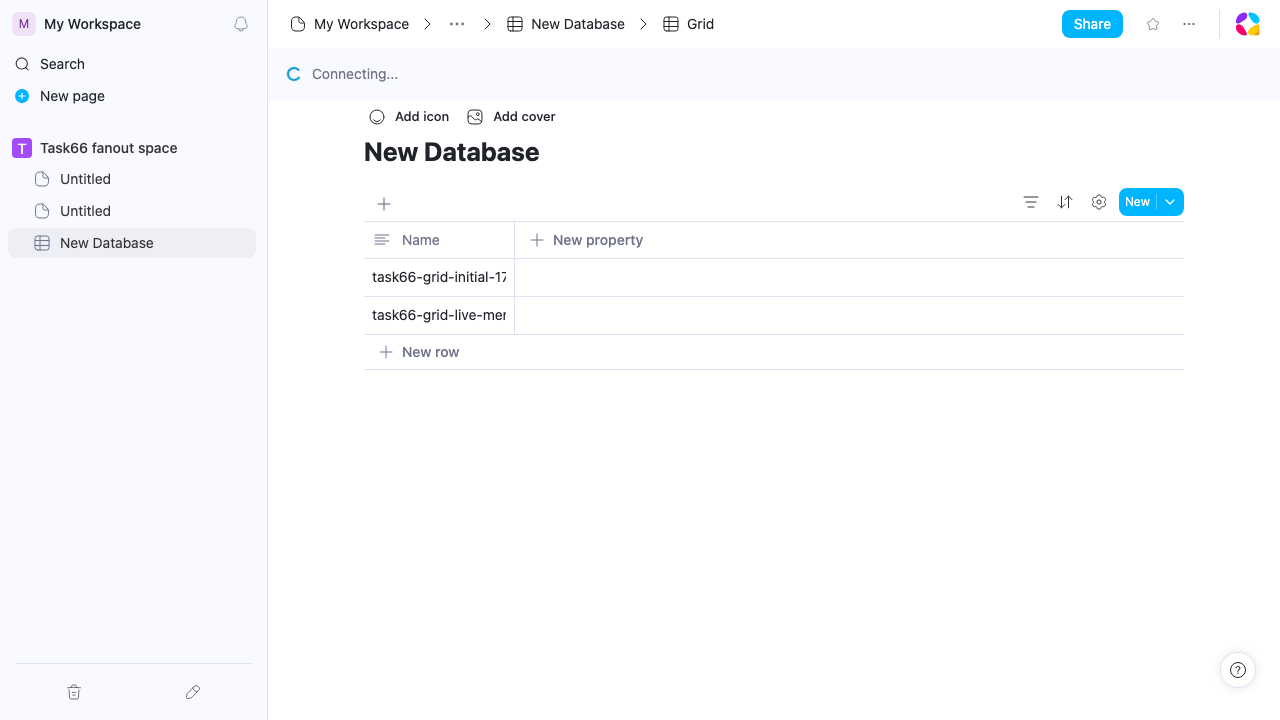 M My Workspace
Search
New page
T Task66 fanout space
Untitled
Untitled
New Database
My Workspace > ··· > New Database > Grid
Share
Connecting...
Add icon Add cover
New Database
New
Name New property
task66-grid-initial-17
task66-grid-live-mer
New row